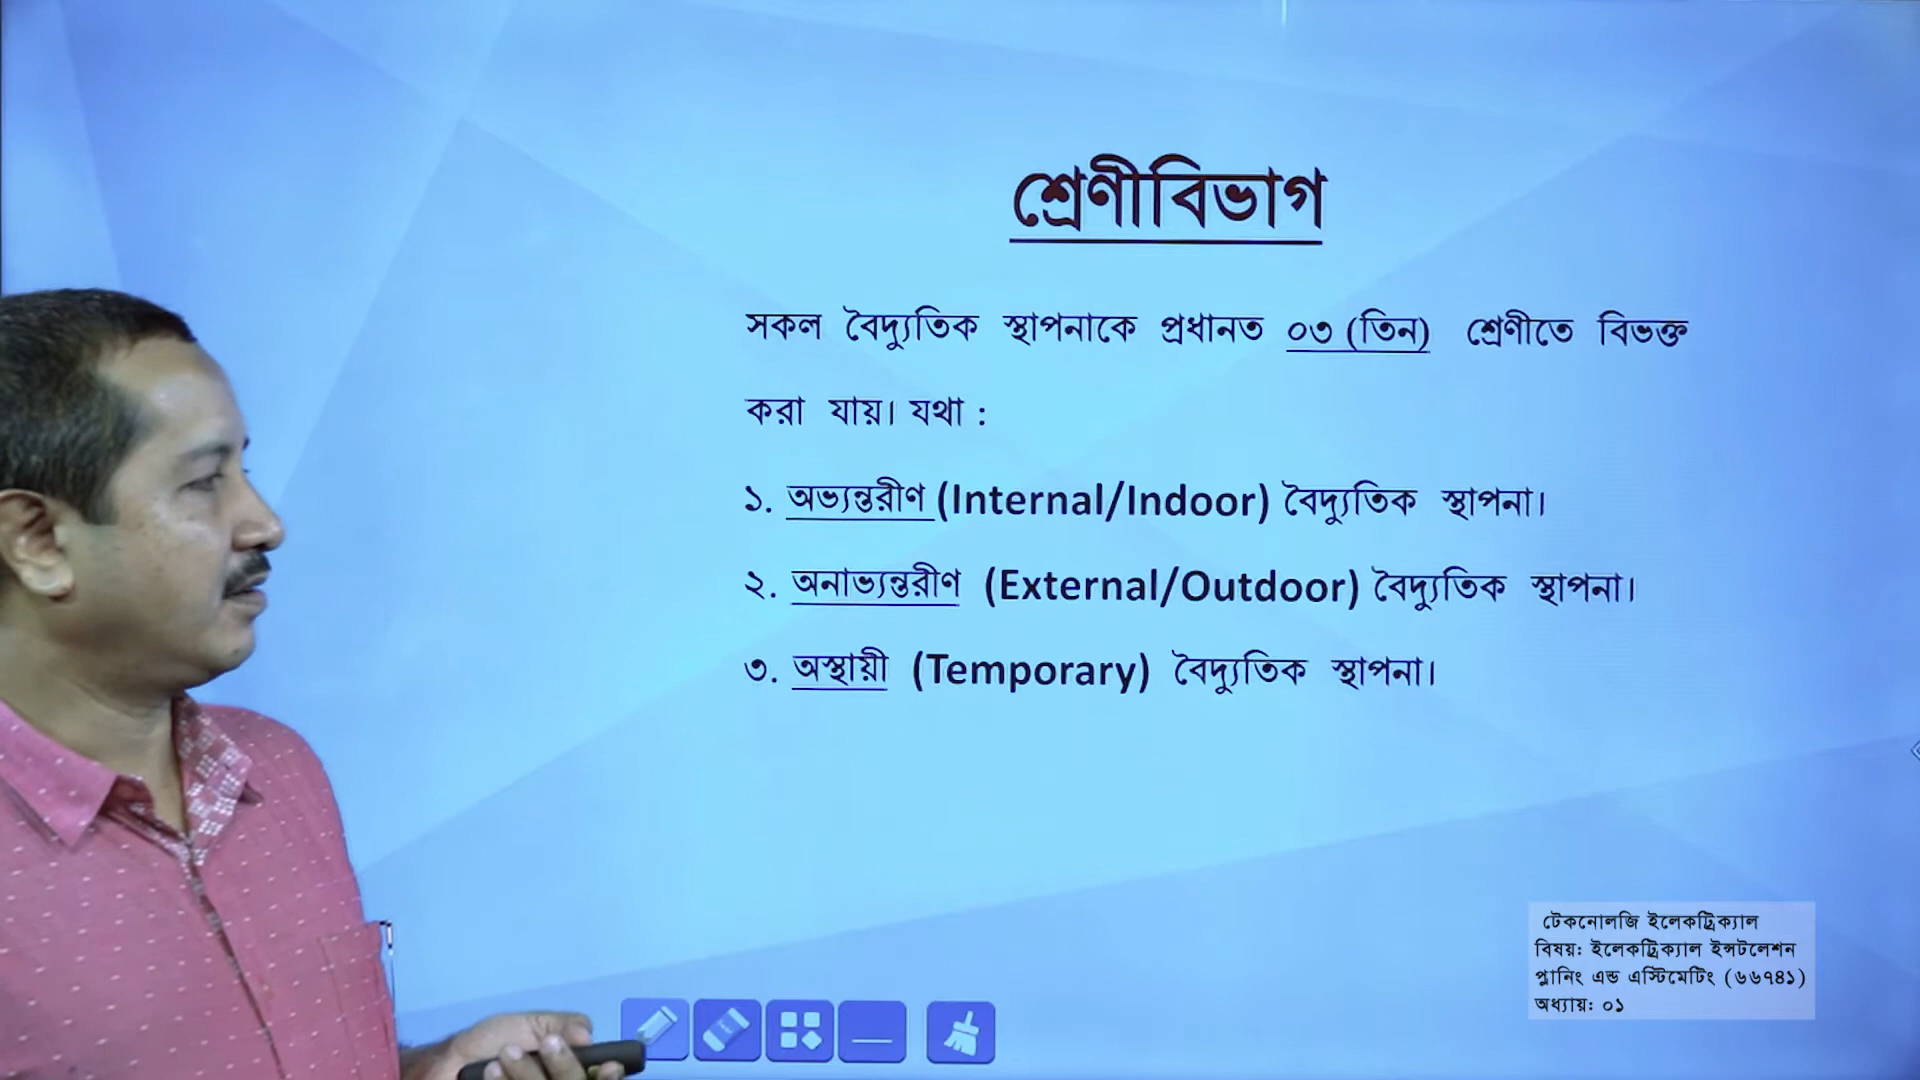 শ্রেণীবিভাগ
সকল বৈদ্যুতিক স্থাপনাকে প্রধানত ০৩ (তিন) শ্রেণীতে বিভক্ত
করা যায়। যথা :
১. অভ্যন্তরীণ (Internal/Indoor) বৈদ্যুতিক স্থাপনা।
২. অনাভ্যন্তরীণ (External/Outdoor) বৈদ্যুতিক স্থাপনা।
৩. অস্থায়ী (Temporary) বৈদ্যুতিক স্থাপনা।
টেকনোলজি ইলেকট্রিক্যাল
বিষয়: ইলেকট্রিক্যাল ইন্সটলেশন
প্লানিং এন্ড এস্টিমেটিং (৬৬৭৪১)
অধ্যায়: ০১